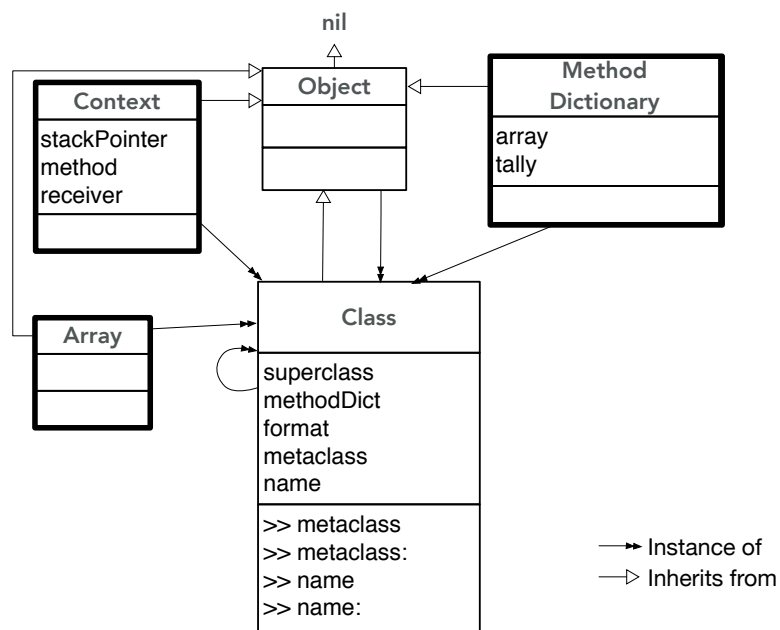 nil
Object
Context
stackPointer
method
receiver
Method
Dictionary
array
tally
Array
Class
superclass
methodDict
format
metaclass
name
>> metaclass
>> metaclass:
>> name
>> name:
Instance of
Inherits from